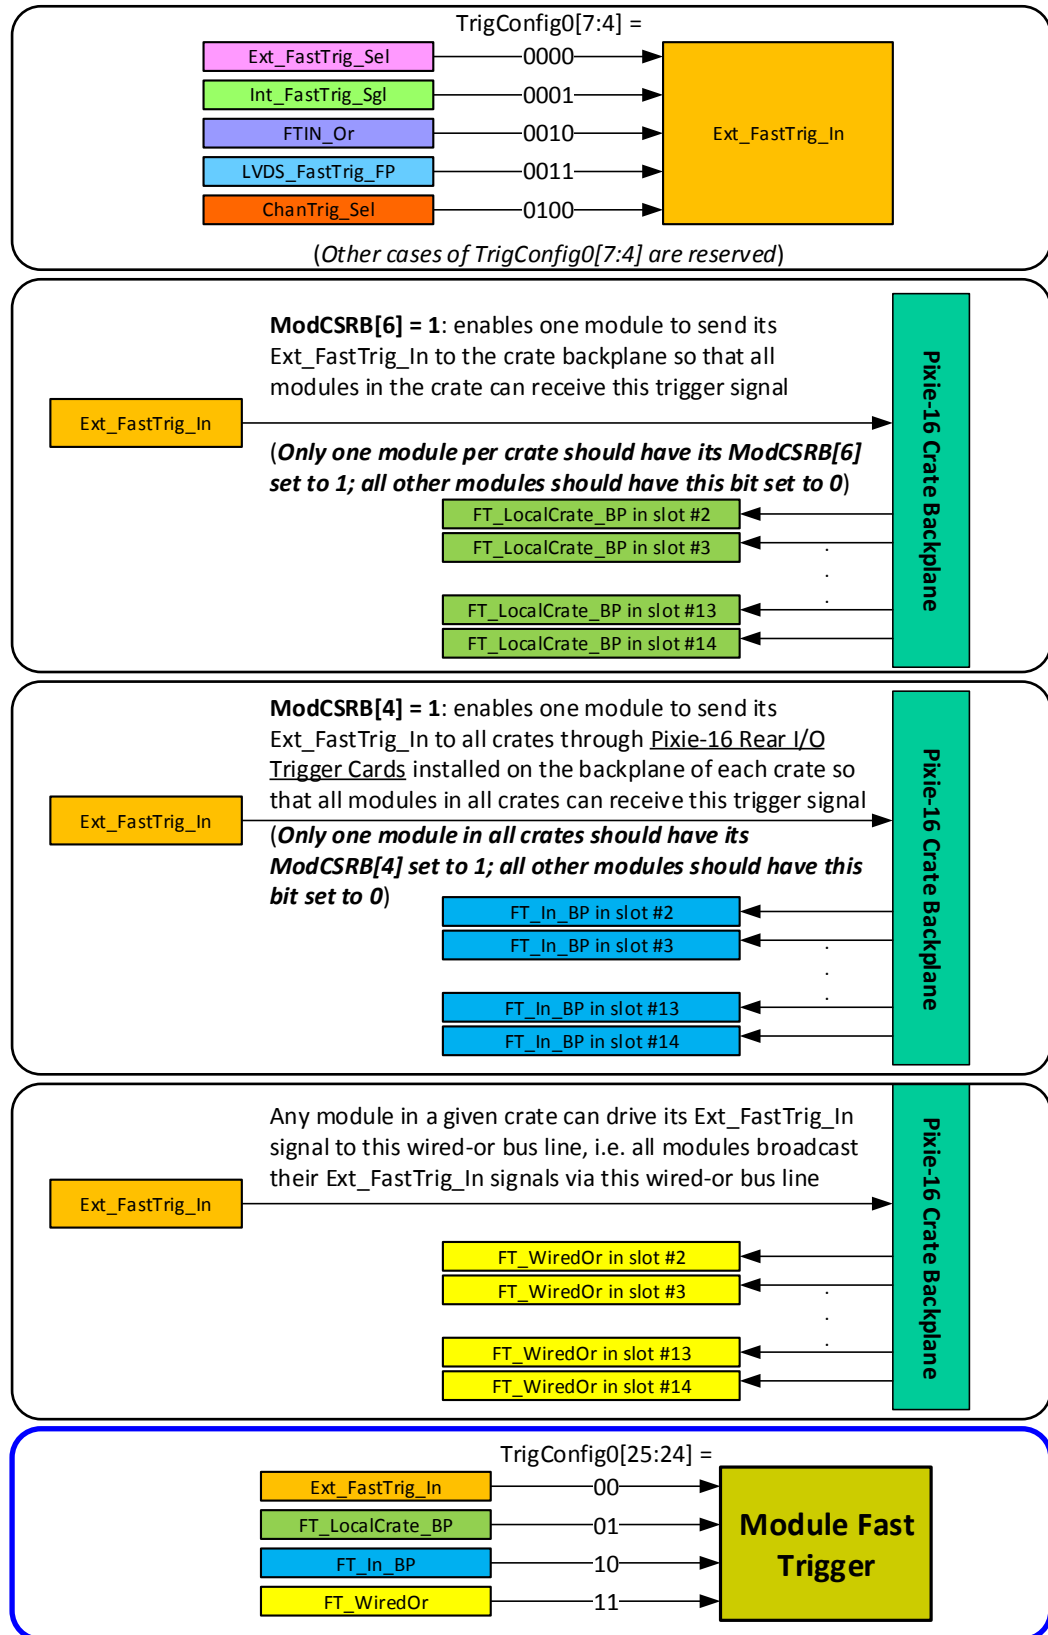 TrigConfig0[7:4] =
Ext_FastTrig_Sel
0000
Int_FastTrig_Sgl
0001
FTIN_Or
0010
LVDS_FastTrig_FP
0011
ChanTrig_Sel
0100
Ext_FastTrig_In
(Other cases of TrigConfig0[7:4] are reserved)
ModCSRB[6] = 1: enables one module to send its
Ext_FastTrig_In to the crate backplane so that all
modules in the crate can receive this trigger signal
Ext_FastTrig_In
(Only one module per crate should have its ModCSRB[6]
set to 1; all other modules should have this bit set to 0)
FT_LocalCrate_BP in slot #2
FT_LocalCrate_BP in slot #3
.
.
.
FT_LocalCrate_BP in slot #13
FT_LocalCrate_BP in slot #14
Pixie-16 Crate Backplane
ModCSRB[4] = 1: enables one module to send its
Ext_FastTrig_In to all crates through Pixie-16 Rear I/O
Trigger Cards installed on the backplane of each crate so
that all modules in all crates can receive this trigger signal
Ext_FastTrig_In
(Only one module in all crates should have its
ModCSRB[4] set to 1; all other modules should have this
bit set to 0)
FT_In_BP in slot #2
FT_In_BP in slot #3
.
.
.
FT_In_BP in slot #13
FT_In_BP in slot #14
Pixie-16 Crate Backplane
Any module in a given crate can drive its Ext_FastTrig_In
signal to this wired-or bus line, i.e. all modules broadcast
their Ext_FastTrig_In signals via this wired-or bus line
Ext_FastTrig_In
FT_WiredOr in slot #2
FT_WiredOr in slot #3
.
.
.
FT_WiredOr in slot #13
FT_WiredOr in slot #14
Pixie-16 Crate Backplane
TrigConfig0[25:24] =
Ext_FastTrig_In
00
FT_LocalCrate_BP
01
FT_In_BP
10
FT_WiredOr
11
Module Fast
Trigger